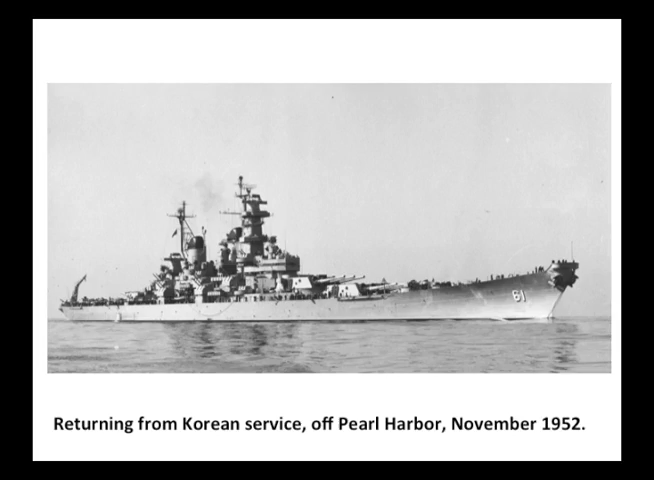 61
Returning from Korean service, off Pearl Harbor, November 1952.